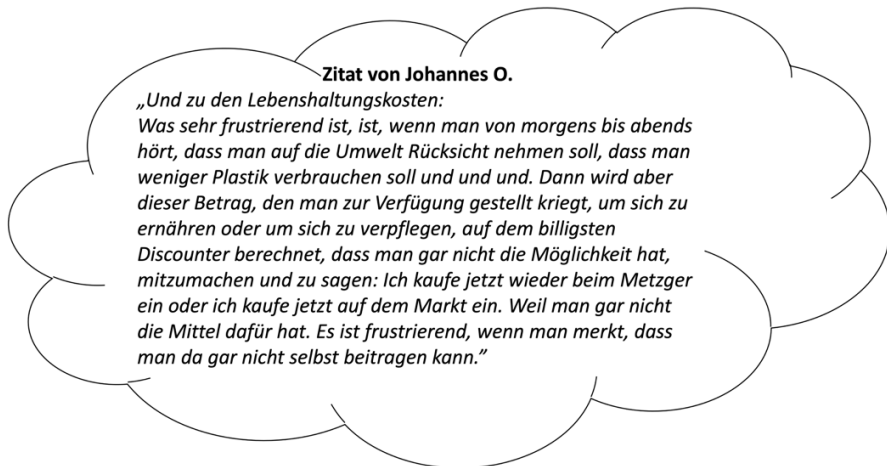 Zitat von Johannes O.
„Und zu den Lebenshaltungskosten:
Was sehr frustrierend ist, ist, wenn man von morgens bis abends
hört, dass man auf die Umwelt Rücksicht nehmen soll, dass man
weniger Plastik verbrauchen soll und und und. Dann wird aber
dieser Betrag, den man zur Verfügung gestellt kriegt, um sich zu
ernähren oder um sich zu verpflegen, auf dem billigsten
Discounter berechnet, dass man gar nicht die Möglichkeit hat,
mitzumachen und zu sagen: Ich kaufe jetzt wieder beim Metzger
ein oder ich kaufe jetzt auf dem Markt ein. Weil man gar nicht
die Mittel dafür hat. Es ist frustrierend, wenn man merkt, dass
man da gar nicht selbst beitragen kann.”